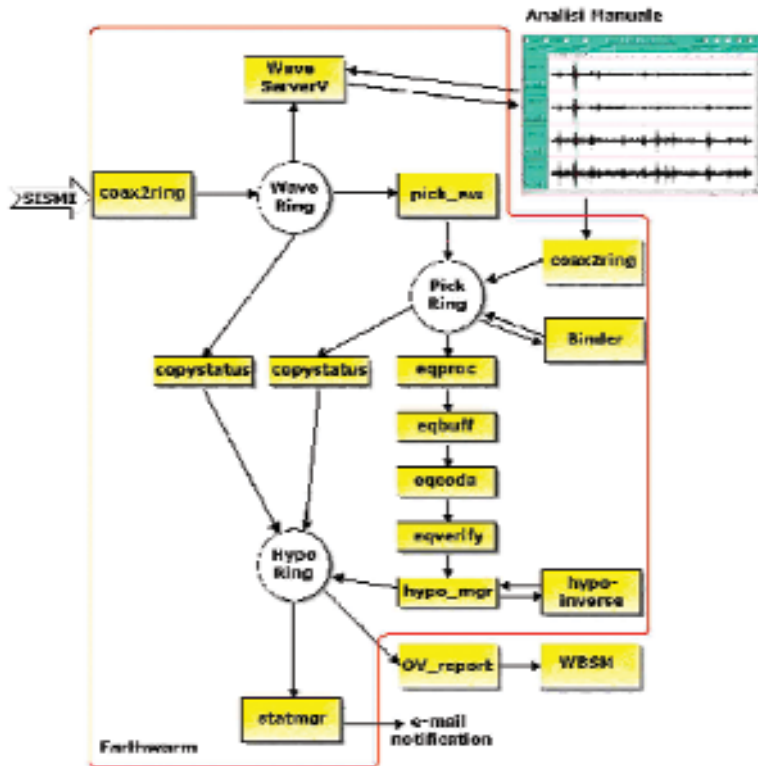 Analisi Manuale
Wave
ServerV
SISMI
coax2ring
Wave
Ring
pick_ew
coax2ring
Pick
Ring
Binder
copystatus
copystatus
eqproc
eqbuff
eqcoda
eqverify
Hypo
Ring
hypo_mgr
hypo-
inverse
OV_report
WBSM
statmgr
e-mail
notification
Earthworm